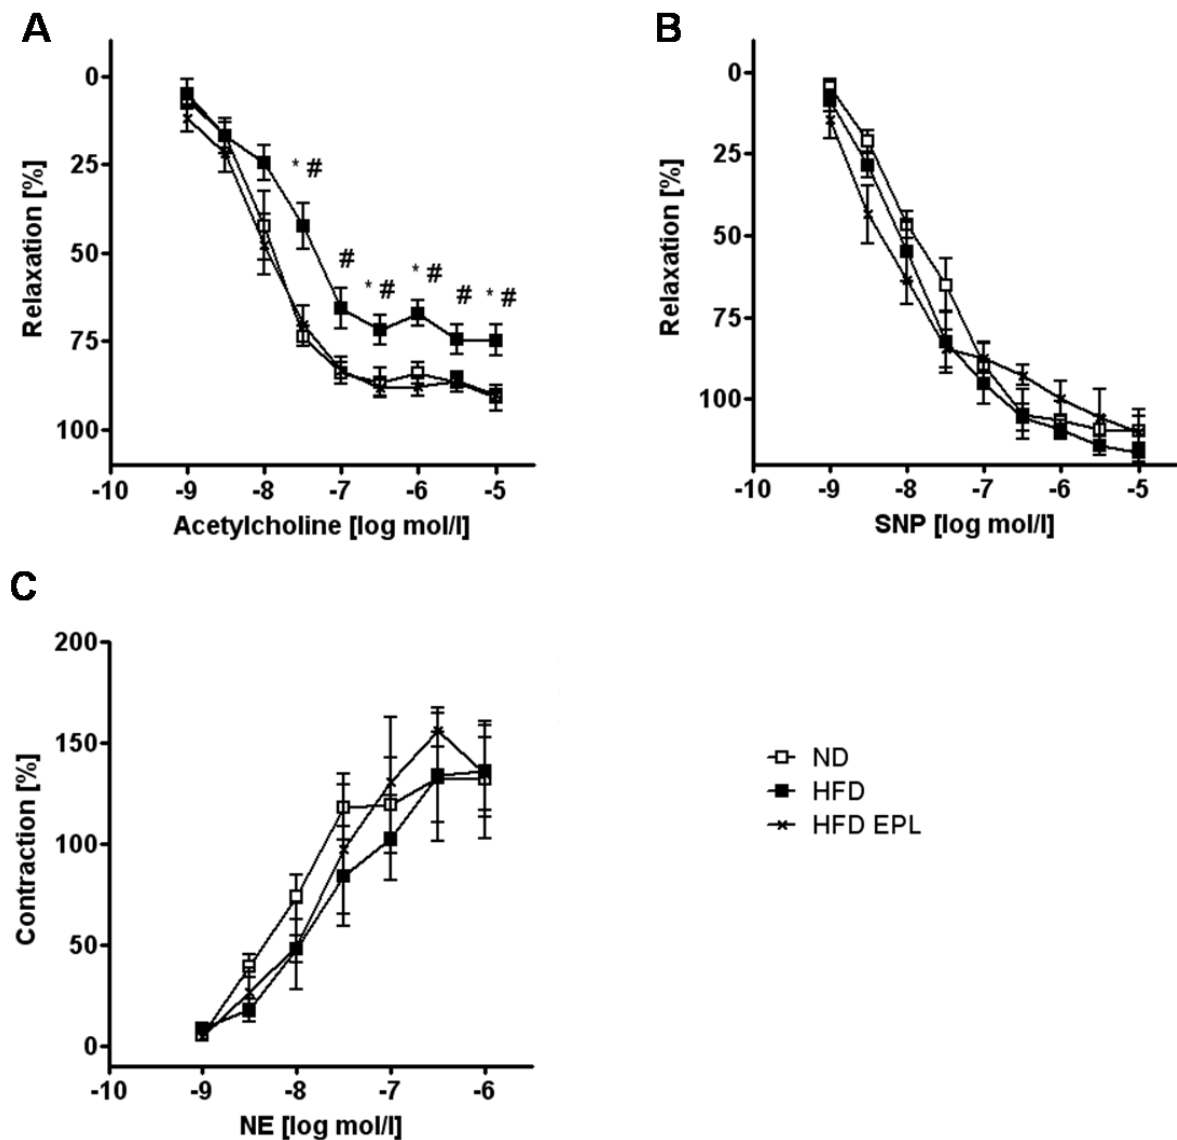 A
0
25
50
75
100
Relaxation [%]
* #
#
* #
* #
#
* #
-10 -9 -8 -7 -6 -5
Acetylcholine [log mol/l]
B
0
25
50
75
100
Relaxation [%]
-10 -9 -8 -7 -6 -5
SNP [log mol/l]
C
200
150
100
50
0
Contraction [%]
-10 -9 -8 -7 -6
NE [log mol/l]
ND
HFD
HFD EPL